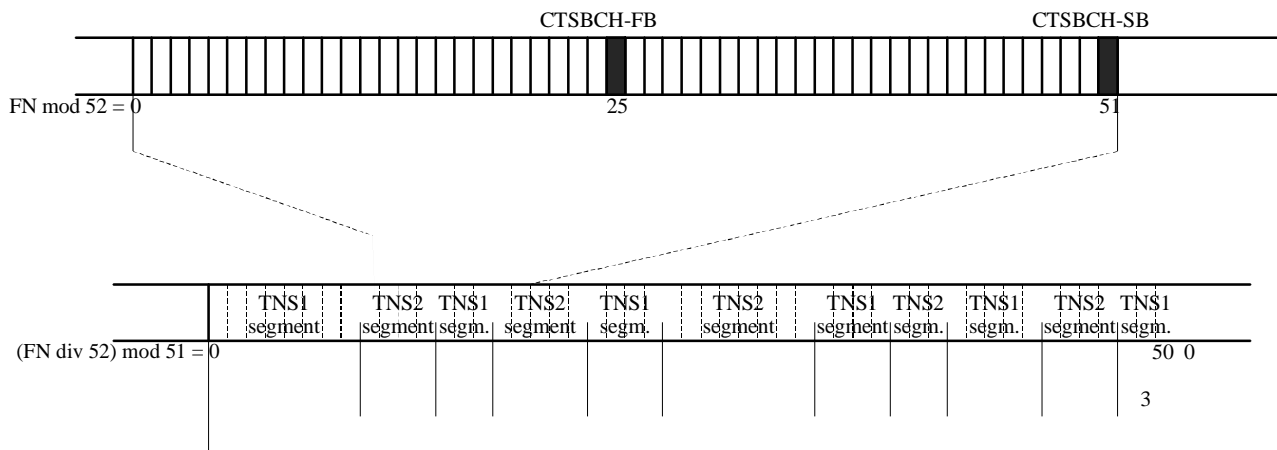 CTSBCH-FB CTSBCH-SB
FN mod 52 = 0 25 51
TNS1 TNS2 TNS1 TNS2 TNS1 TNS2 TNS1 TNS2 TNS1 TNS2 TNS1
segment segment segm. segment segm. segment segment segm. segm. segment segm.
(FN div 52) mod 51 = 0 50 0
3